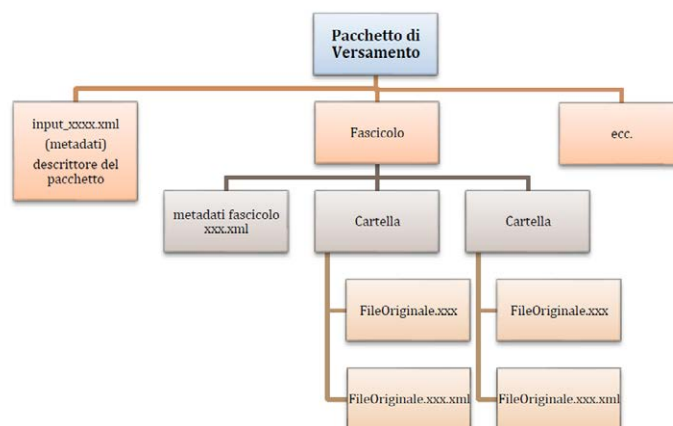 Pacchetto di
Versamento
input_xxxx.xml
(metadati)
descrittore del
pacchetto
Fascicolo
ecc.
metadati fascicolo
xxx.xml
Cartella
Cartella
FileOriginale.xxx
FileOriginale.xxx
FileOriginale.xxx.xml
FileOriginale.xxx.xml